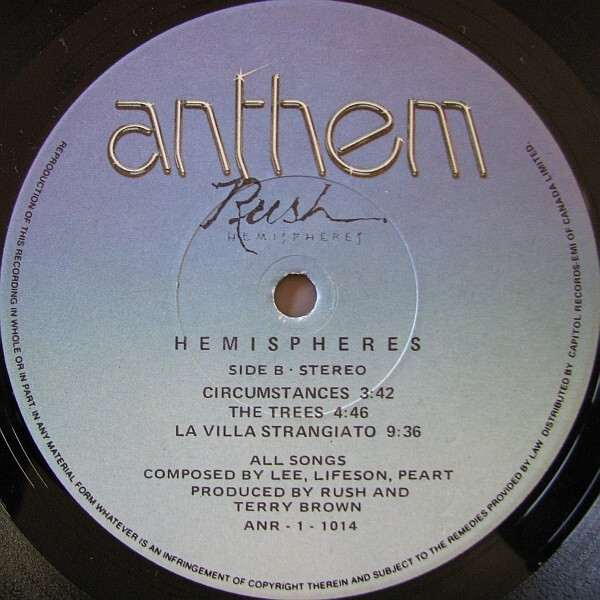 anthem
Rush
HEMISPHERES
HEMISPHERES
SIDE B · STEREO
CIRCUMSTANCES 3:42
THE TREES 4:46
LA VILLA STRANGIATO 9:36
ALL SONGS
COMPOSED BY LEE, LIFESON, PEART
PRODUCED BY RUSH AND
TERRY BROWN
ANR - 1 - 1014
REPRODUCTION OF THIS RECORDING IN WHOLE OR IN PART, IN ANY MATERIAL FORM WHATEVER IS AN INFRINGEMENT OF COPYRIGHT THEREIN AND SUBJECT TO THE REMEDIES PROVIDED BY LAW DISTRIBUTED BY CAPITOL RECORDS-EMI OF CANADA LIMITED.